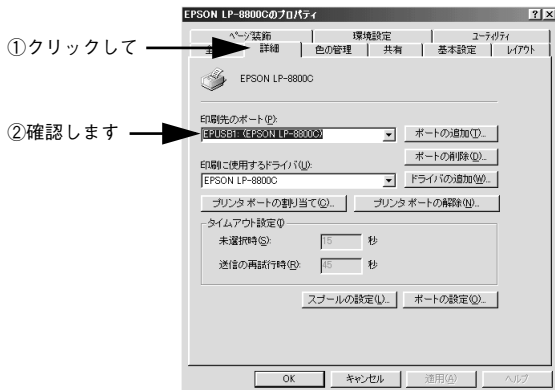 EPSON LP-8800Cのプロパティ
ページ装飾 環境設定 ユーティリティ
全 詳細 色の管理 共有 基本設定 レイアウト
①クリックして
EPSON LP-8800C
印刷先のポート(P):
②確認します
EPUSB1: (EPSON LP-8800C) ポートの追加(T)...
ポートの削除(D)...
印刷に使用するドライバ(U):
EPSON LP-8800C ドライバの追加(W)...
プリンタ ポートの割り当て(C)... プリンタ ポートの解除(N)...
タイムアウト設定(I)
未選択時(S): 15 秒
送信の再試行時(R): 45 秒
スプールの設定(L)... ポートの設定(O)...
OK キャンセル 適用(A) ヘルプ